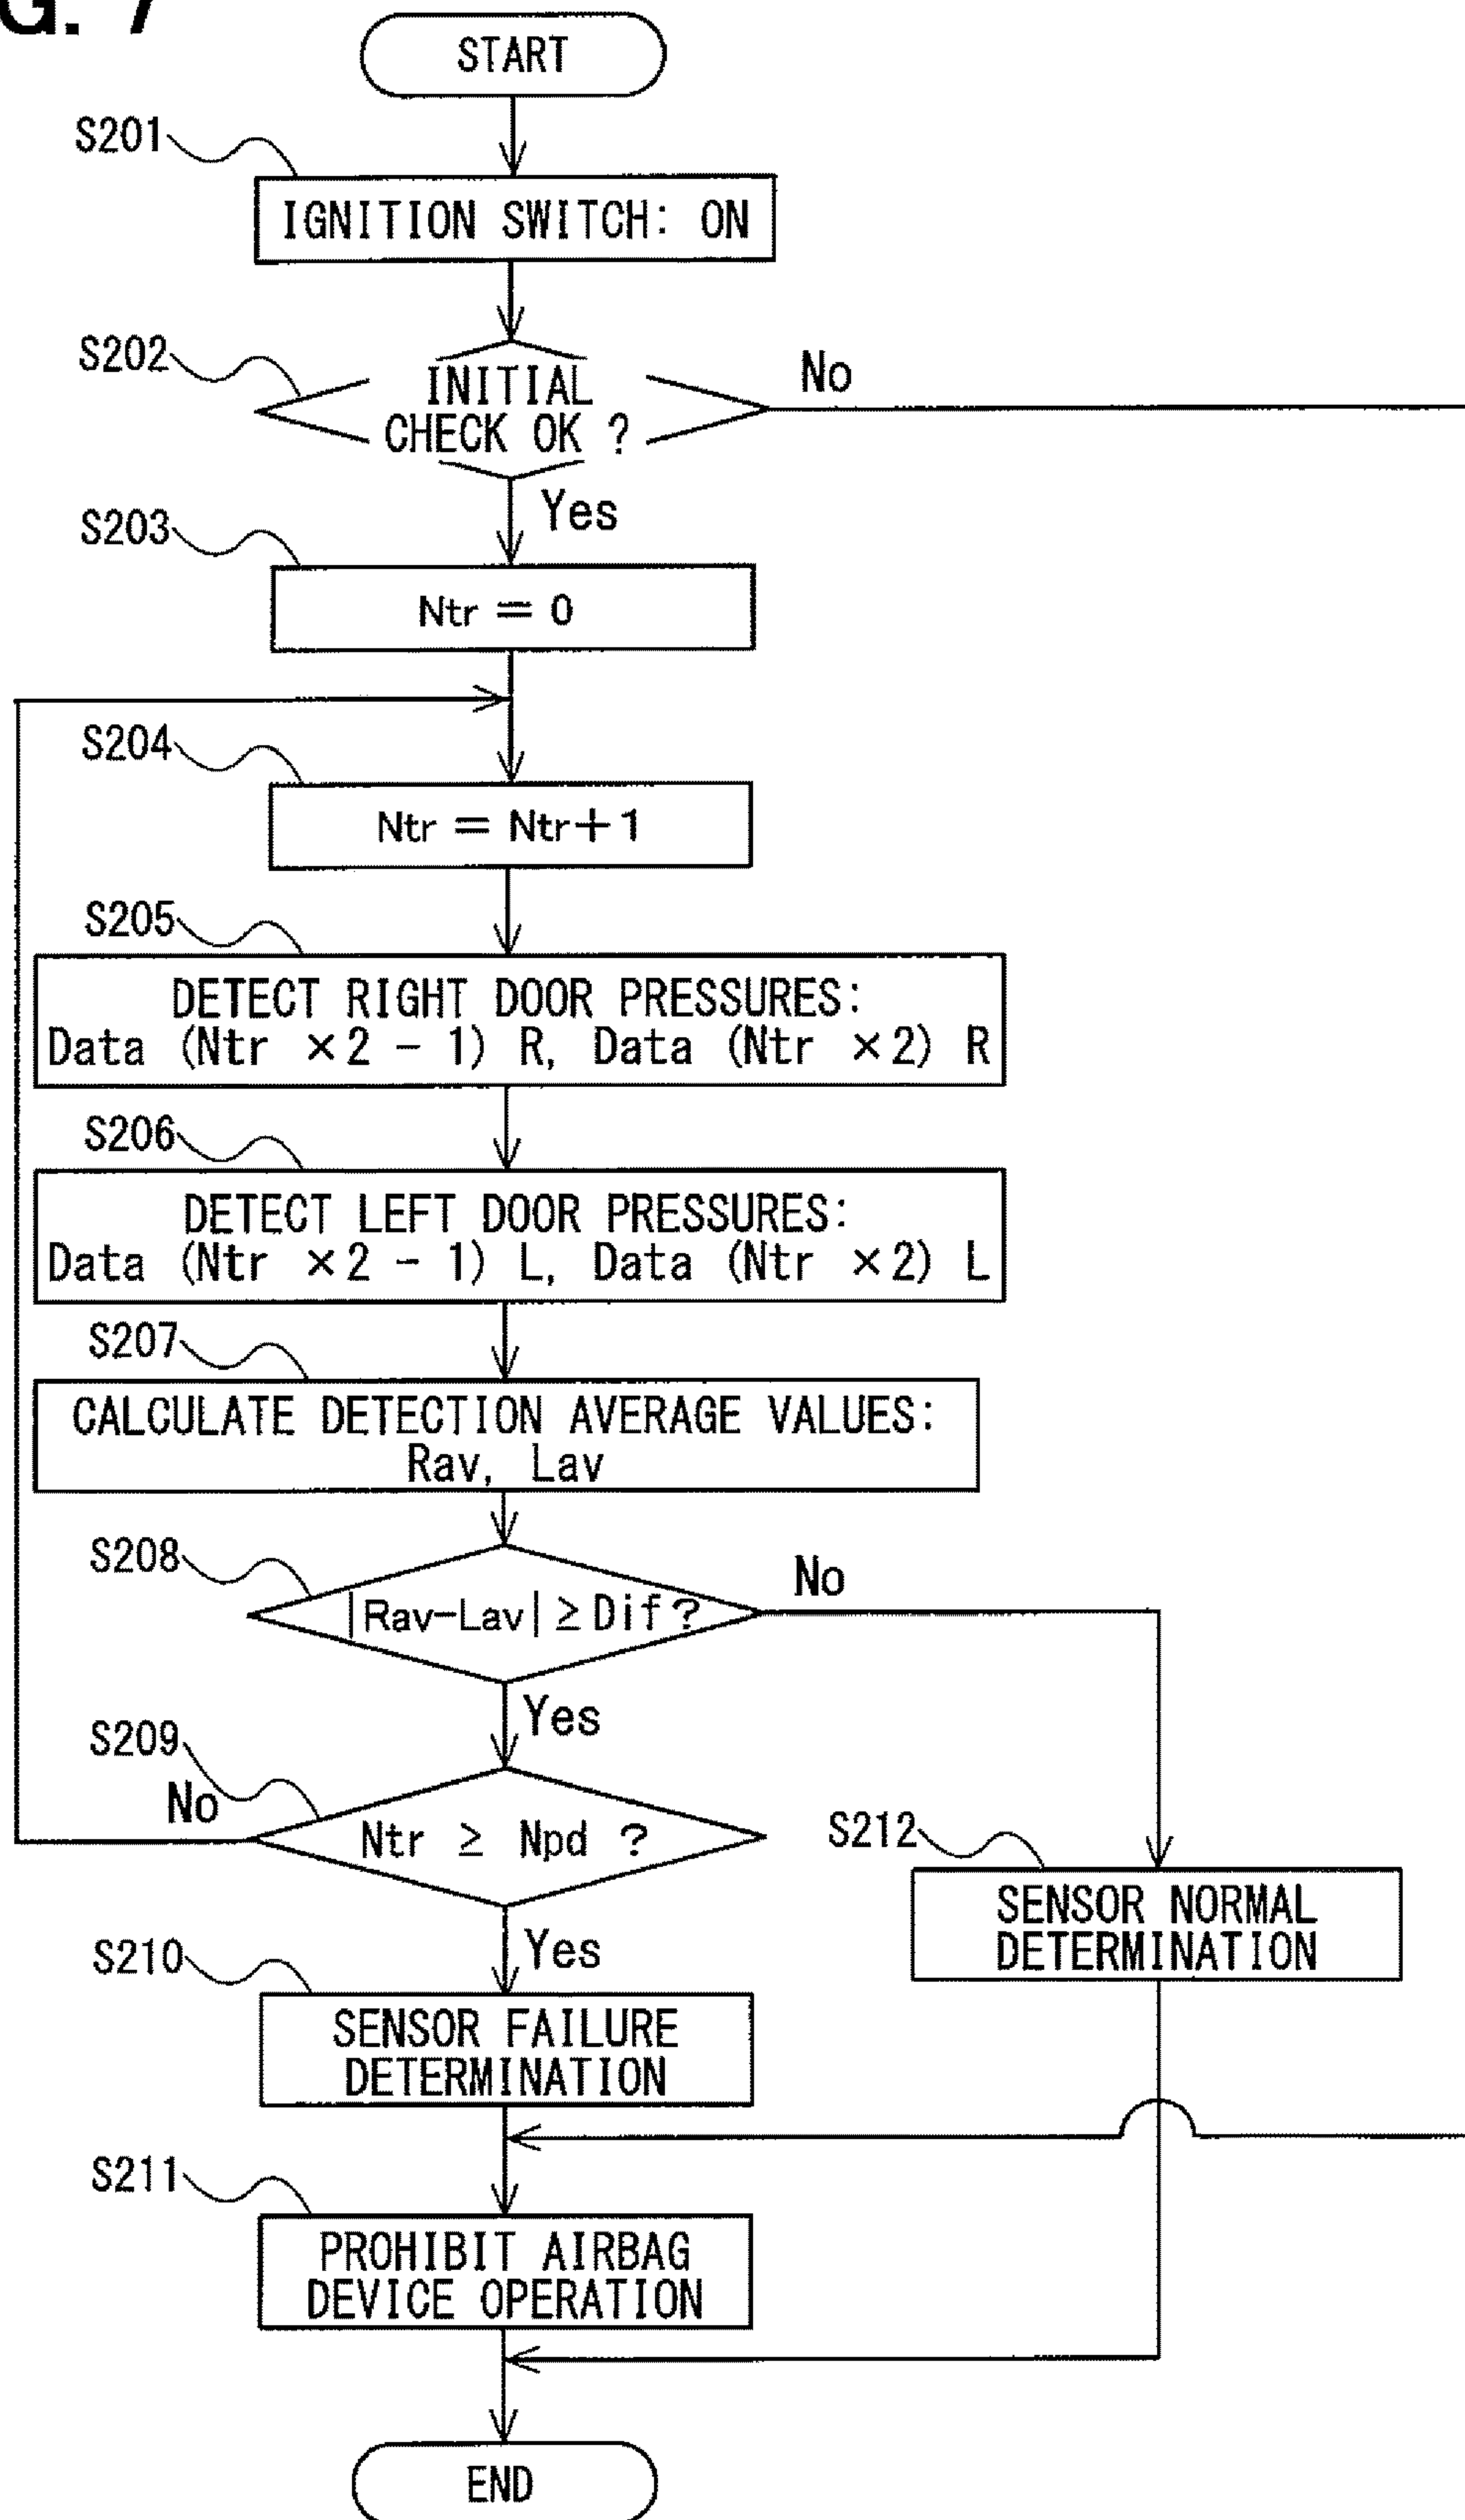 G. 7
START
S201
IGNITION SWITCH: ON
S202
INITIAL
CHECK OK ?
No
Yes
S203
Ntr = 0
S204
Ntr = Ntr+1
S205
DETECT RIGHT DOOR PRESSURES:
Data (Ntr ×2 - 1) R, Data (Ntr ×2) R
S206
DETECT LEFT DOOR PRESSURES:
Data (Ntr ×2 - 1) L, Data (Ntr ×2) L
S207
CALCULATE DETECTION AVERAGE VALUES:
Rav, Lav
S208
|Rav-Lav| ≥ Dif ?
No
Yes
S209
No
Ntr ≥ Npd ?
Yes
S212
SENSOR NORMAL
DETERMINATION
S210
SENSOR FAILURE
DETERMINATION
S211
PROHIBIT AIRBAG
DEVICE OPERATION
END